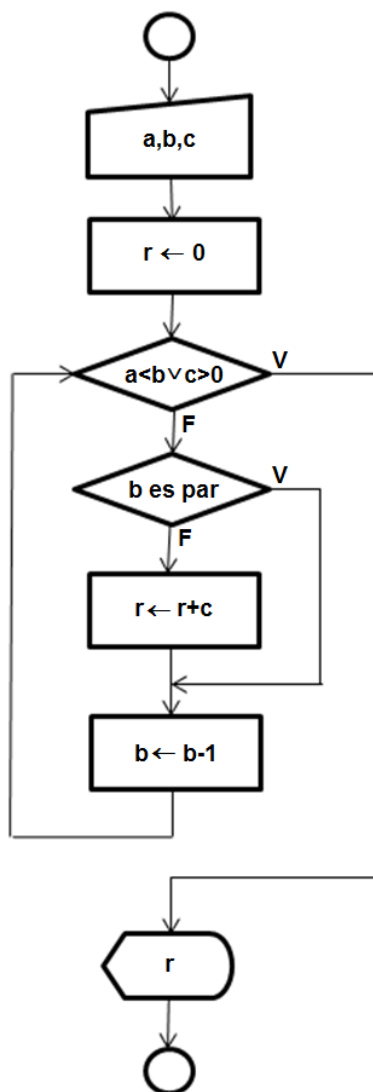 a,b,c
r ← 0
a<b∨c>0
V
F
b es par
V
F
r← r+c
b← b-1
r